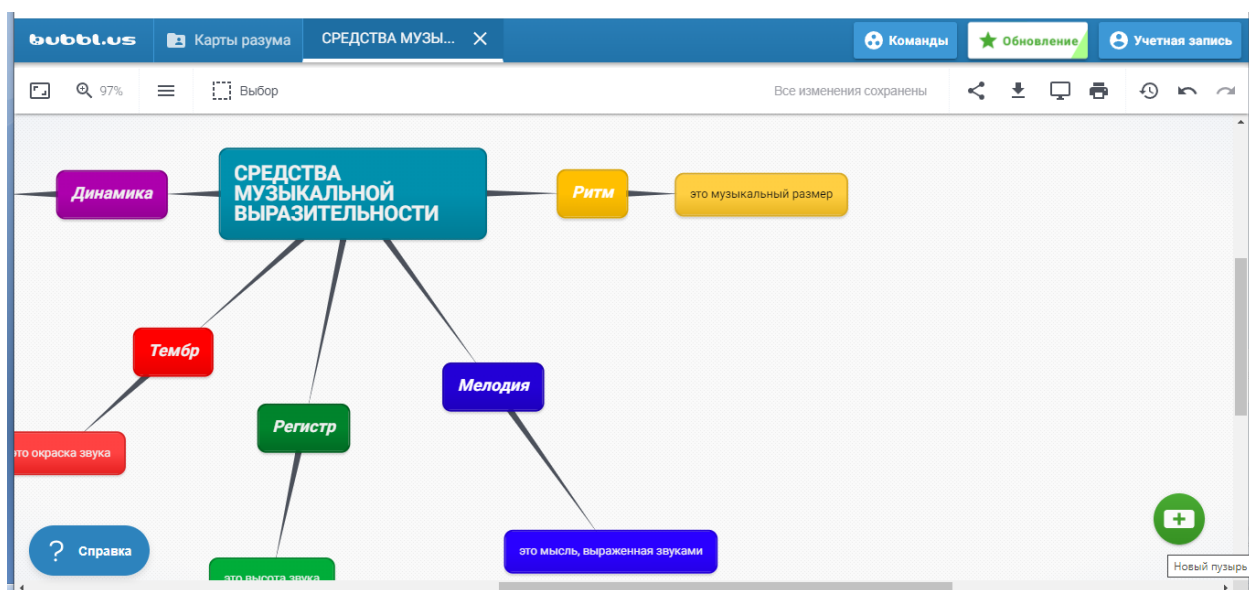 bubbl.us
Карты разума
СРЕДСТВА МУЗЫ...
Команды
Обновление
Учетная запись
97%
Выбор
Все изменения сохранены
Динамика
СРЕДСТВА
МУЗЫКАЛЬНОЙ
ВЫРАЗИТЕЛЬНОСТИ
Ритм
это музыкальный размер
Тембр
Мелодия
Регистр
это окраска звука
? Справка
это мысль, выраженная звуками
это высота звука
Новый пузырь